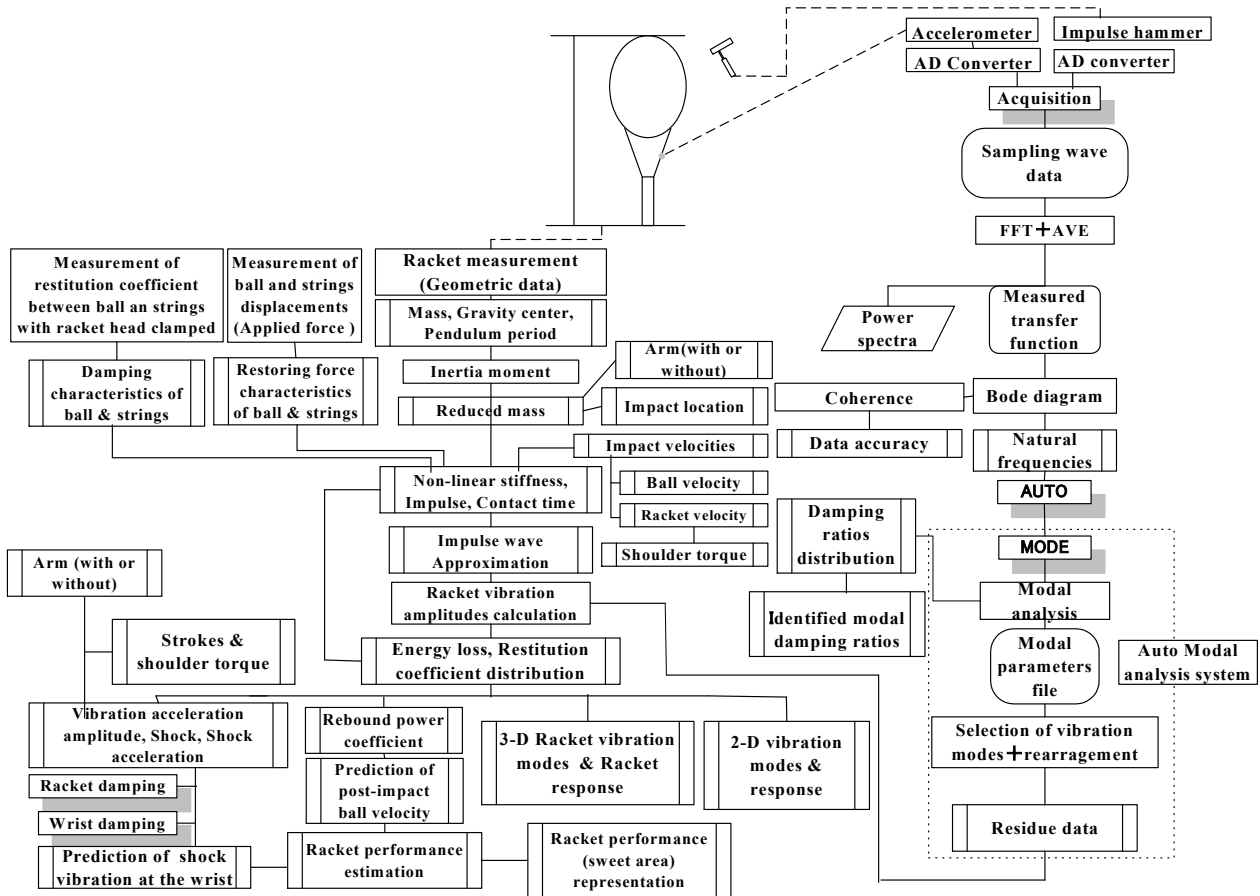 Accelerometer
Impulse hammer
AD Converter
AD converter
Acquisition
Sampling wave
data
FFT+AVE
Measurement of
restitution coefficient
between ball an strings
with racket head clamped
Measurement of
ball and strings
displacements
(Applied force )
Racket measurement
(Geometric data)
Mass, Gravity center,
Pendulum period
Power
spectra
Measured
transfer
function
Damping
characteristics of
ball & strings
Restoring force
characteristics
of ball & strings
Inertia moment
Arm(with or
without)
Reduced mass
Impact location
Coherence
Bode diagram
Impact velocities
Data accuracy
Natural
frequencies
Non-linear stiffness,
Impulse, Contact time
Ball velocity
AUTO
Racket velocity
Damping
ratios
distribution
Impulse wave
Approximation
Shoulder torque
MODE
Arm (with or
without)
Racket vibration
amplitudes calculation
Modal
analysis
Identified modal
damping ratios
Strokes &
shoulder torque
Energy loss, Restitution
coefficient distribution
Modal
parameters
file
Auto Modal
analysis system
Vibration acceleration
amplitude, Shock, Shock
acceleration
Rebound power
coefficient
3-D Racket vibration
modes & Racket
response
2-D vibration
modes &
response
Selection of vibration
modes+rearragement
Racket damping
Prediction of
post-impact
ball velocity
Wrist damping
Residue data
Prediction of shock
vibration at the wrist
Racket performance
estimation
Racket performance
(sweet area)
representation